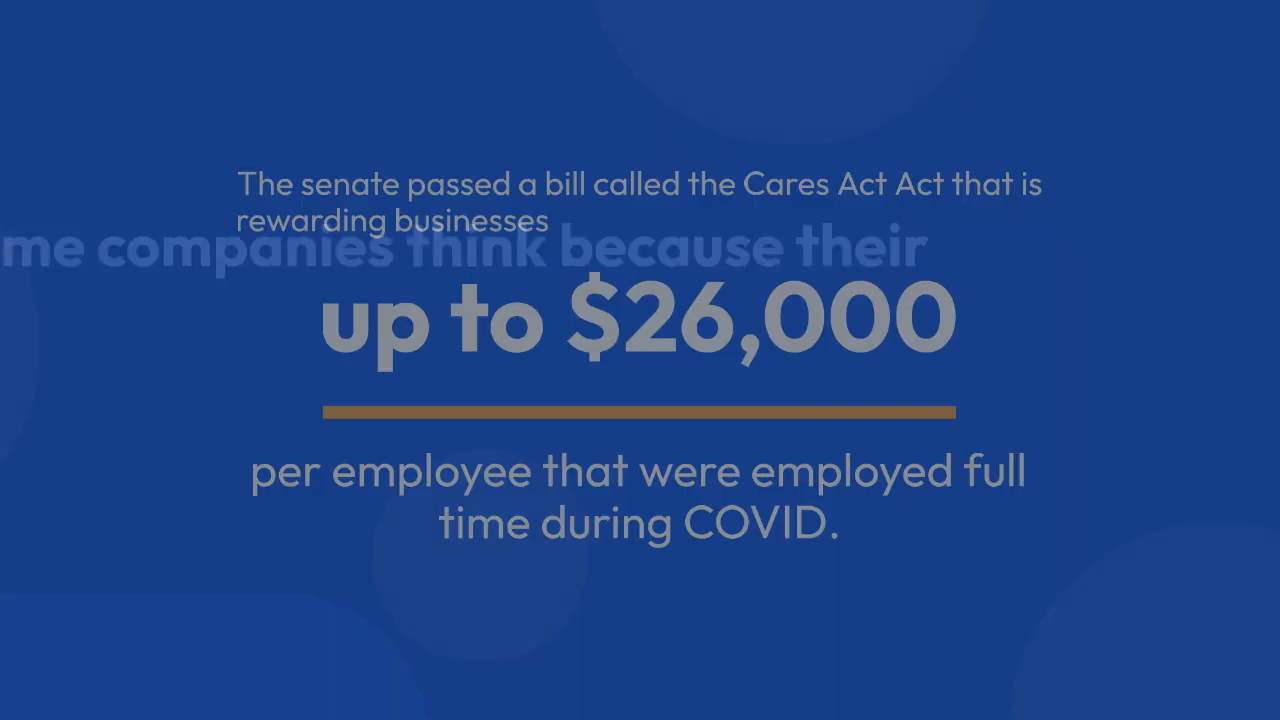 The senate passed a bill called the Cares Act Act that is
rewarding businesses
me companies think because their
up to $26,000
per employee that were employed full
time during COVID.